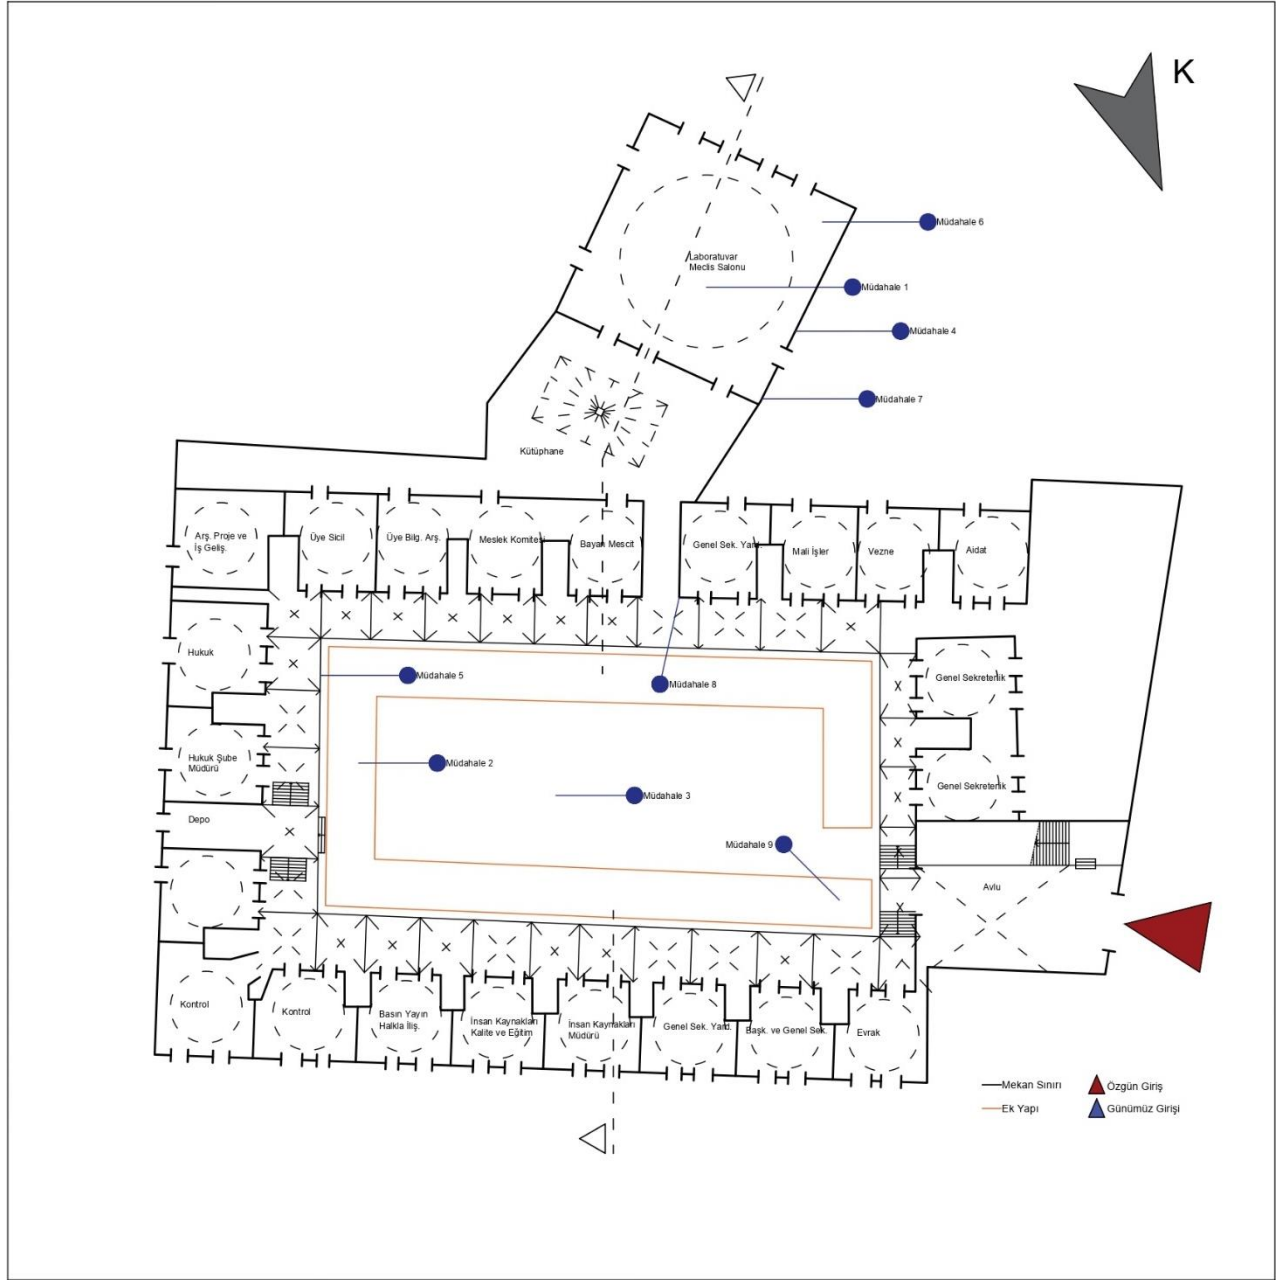 K
Müdahale 6
Laboratuvar
Meclis Salonu
Müdahale 1
Müdahale 4
Müdahale 7
Kütüphane
Arş. Proje ve
İş Geliş.
Üye Sicil
Üye Bilg. Arş.
Meslek Komitesi
Bayan Mescit
Genel Sek. Yard.
Mali İşler
Vezne
Aidat
Hukuk
Genel Sekreterlik
Müdahale 5
Müdahale 8
Hukuk Şube
Müdürü
Müdahale 2
Müdahale 3
Genel Sekreterlik
Depo
Müdahale 9
Avlu
Kontrol
Kontrol
Basın Yayın
Halkla İliş.
İnsan Kaynakları
Kalite ve Eğitim
İnsan Kaynakları
Müdürü
Genel Sek. Yard.
Başk. ve Genel Sek.
Evrak
Mekan Sınırı
Özgün Giriş
Ek Yapı
Günümüz Girişi